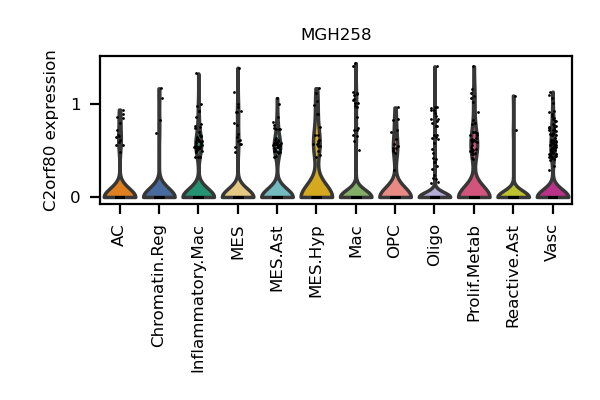 MGH258
C2orf80 expression
1
0
AC
Chromatin.Reg
Inflammatory.Mac
MES
MES.Ast
MES.Hyp
Mac
OPC
Oligo
Prolif.Metab
Reactive.Ast
Vasc